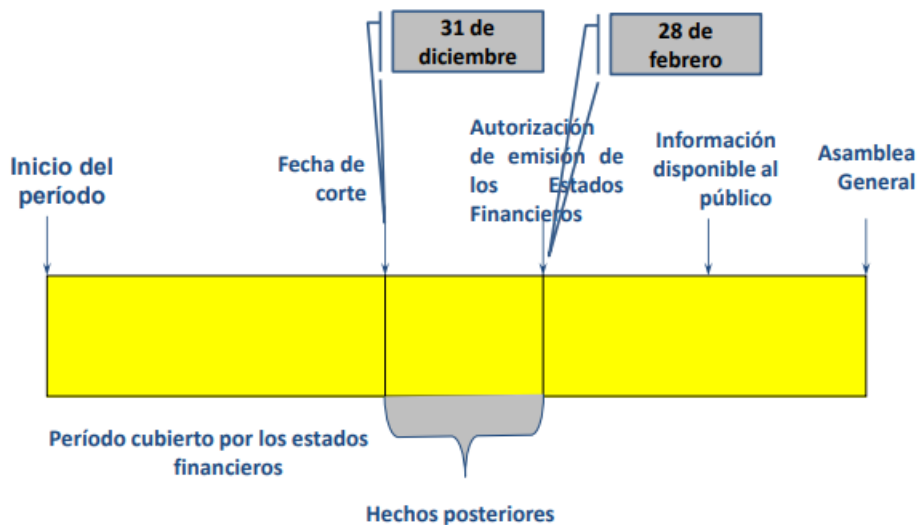 31 de
diciembre
28 de
febrero
Inicio del
período
Fecha de
corte
Autorización
de emisión de
los Estados
Financieros
Información
disponible al
público
Asamblea
General
Período cubierto por los estados
financieros
Hechos posteriores